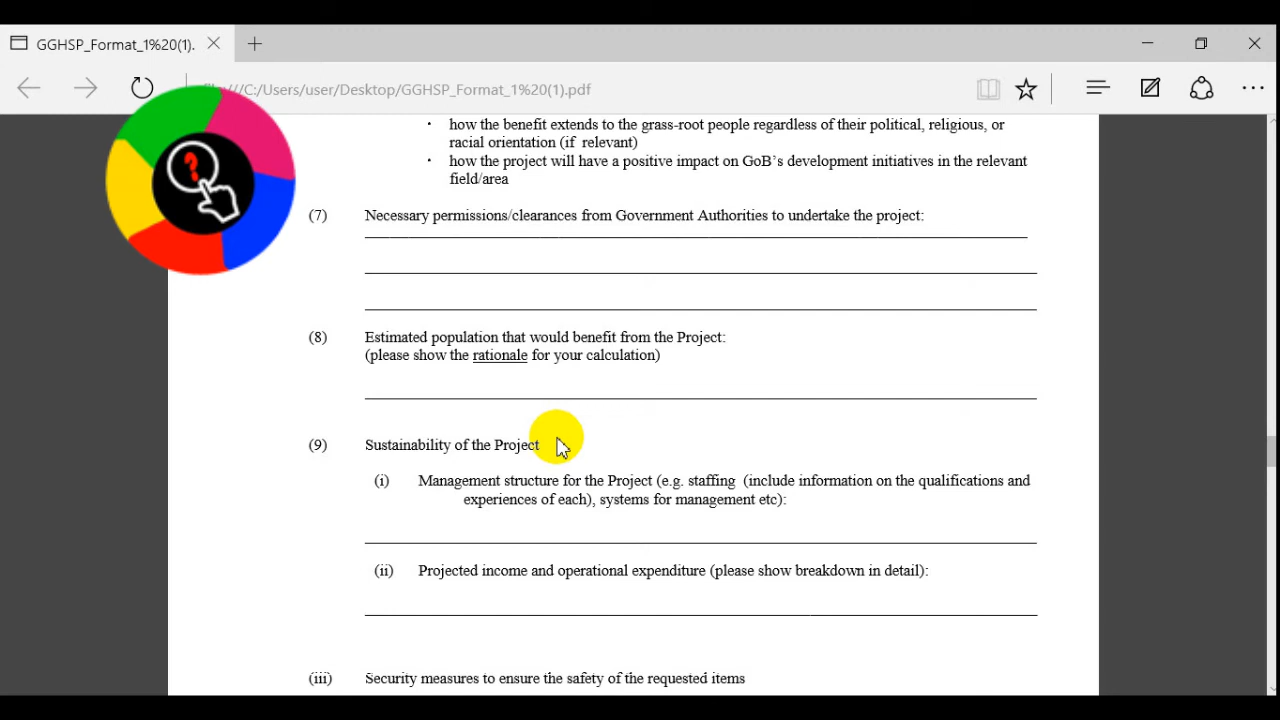 GGHSP_Format_1%20(1).
///C:/Users/user/Desktop/GGHSP_Format_1%20(1).pdf
· how the benefit extends to the grass-root people regardless of their political, religious, or
racial orientation (if relevant)
· how the project will have a positive impact on GoB's development initiatives in the relevant
field/area
(7) Necessary permissions/clearances from Government Authorities to undertake the project:
(8) Estimated population that would benefit from the Project:
(please show the rationale for your calculation)
(9) Sustainability of the Project
(i) Management structure for the Project (e.g. staffing (include information on the qualifications and
experiences of each), systems for management etc):
(ii) Projected income and operational expenditure (please show breakdown in detail):
(iii) Security measures to ensure the safety of the requested items